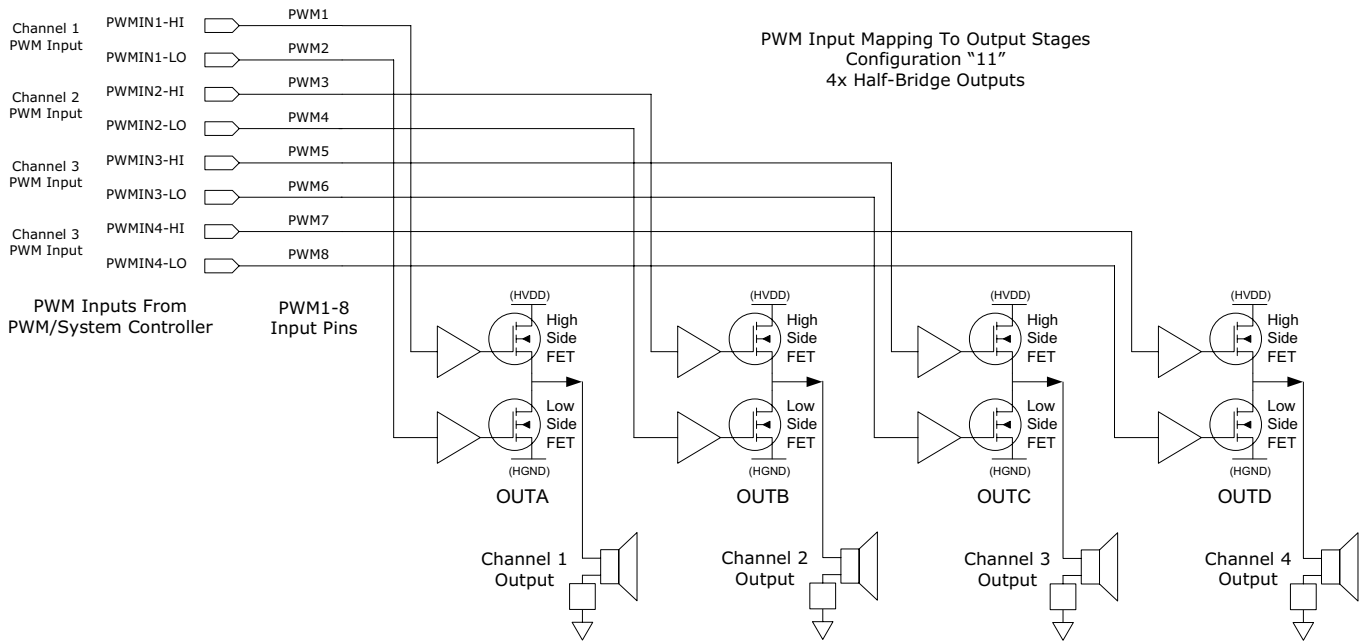 PWM Input Mapping To Output Stages
Configuration “11”
4x Half-Bridge Outputs
Channel 1
PWM Input
PWMIN1-HI
PWM1
PWMIN1-LO
PWM2
Channel 2
PWM Input
PWMIN2-HI
PWM3
PWMIN2-LO
PWM4
Channel 3
PWM Input
PWMIN3-HI
PWM5
PWMIN3-LO
PWM6
Channel 3
PWM Input
PWMIN4-HI
PWM7
PWMIN4-LO
PWM8
PWM Inputs From
PWM/System Controller
PWM1-8
Input Pins
(HVDD)
High
Side
FET
Low
Side
FET
(HGND)
OUTA
Channel 1
Output
(HVDD)
High
Side
FET
Low
Side
FET
(HGND)
OUTB
Channel 2
Output
(HVDD)
High
Side
FET
Low
Side
FET
(HGND)
OUTC
Channel 3
Output
(HVDD)
High
Side
FET
Low
Side
FET
(HGND)
OUTD
Channel 4
Output